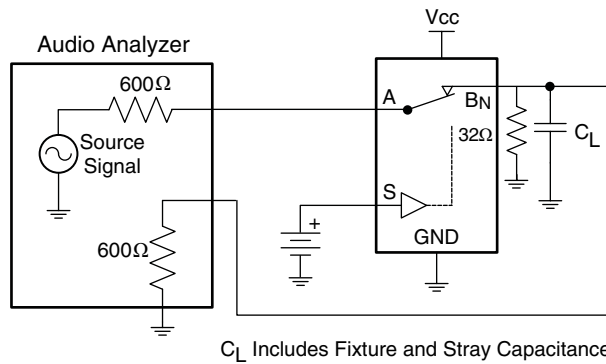 Vcc
Audio Analyzer
600Ω
A
BN
Source
Signal
32Ω
CL
S
+
600Ω
GND
CL Includes Fixture and Stray Capacitance